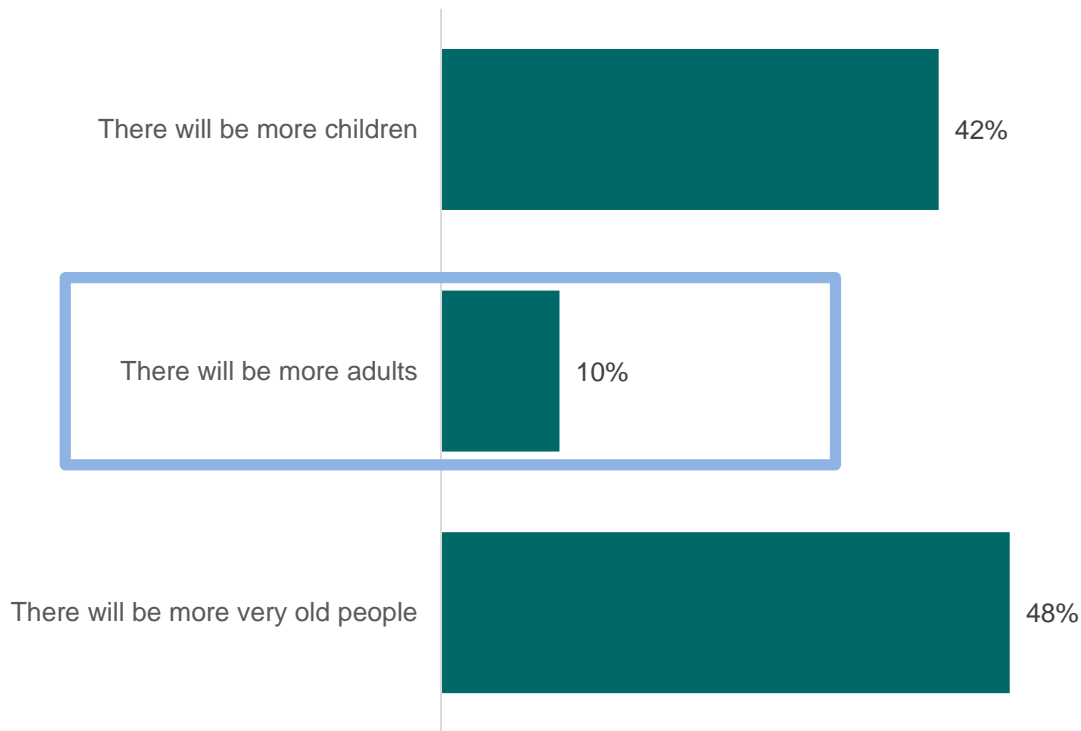 There will be more children
42%
There will be more adults
10%
There will be more very old people
48%